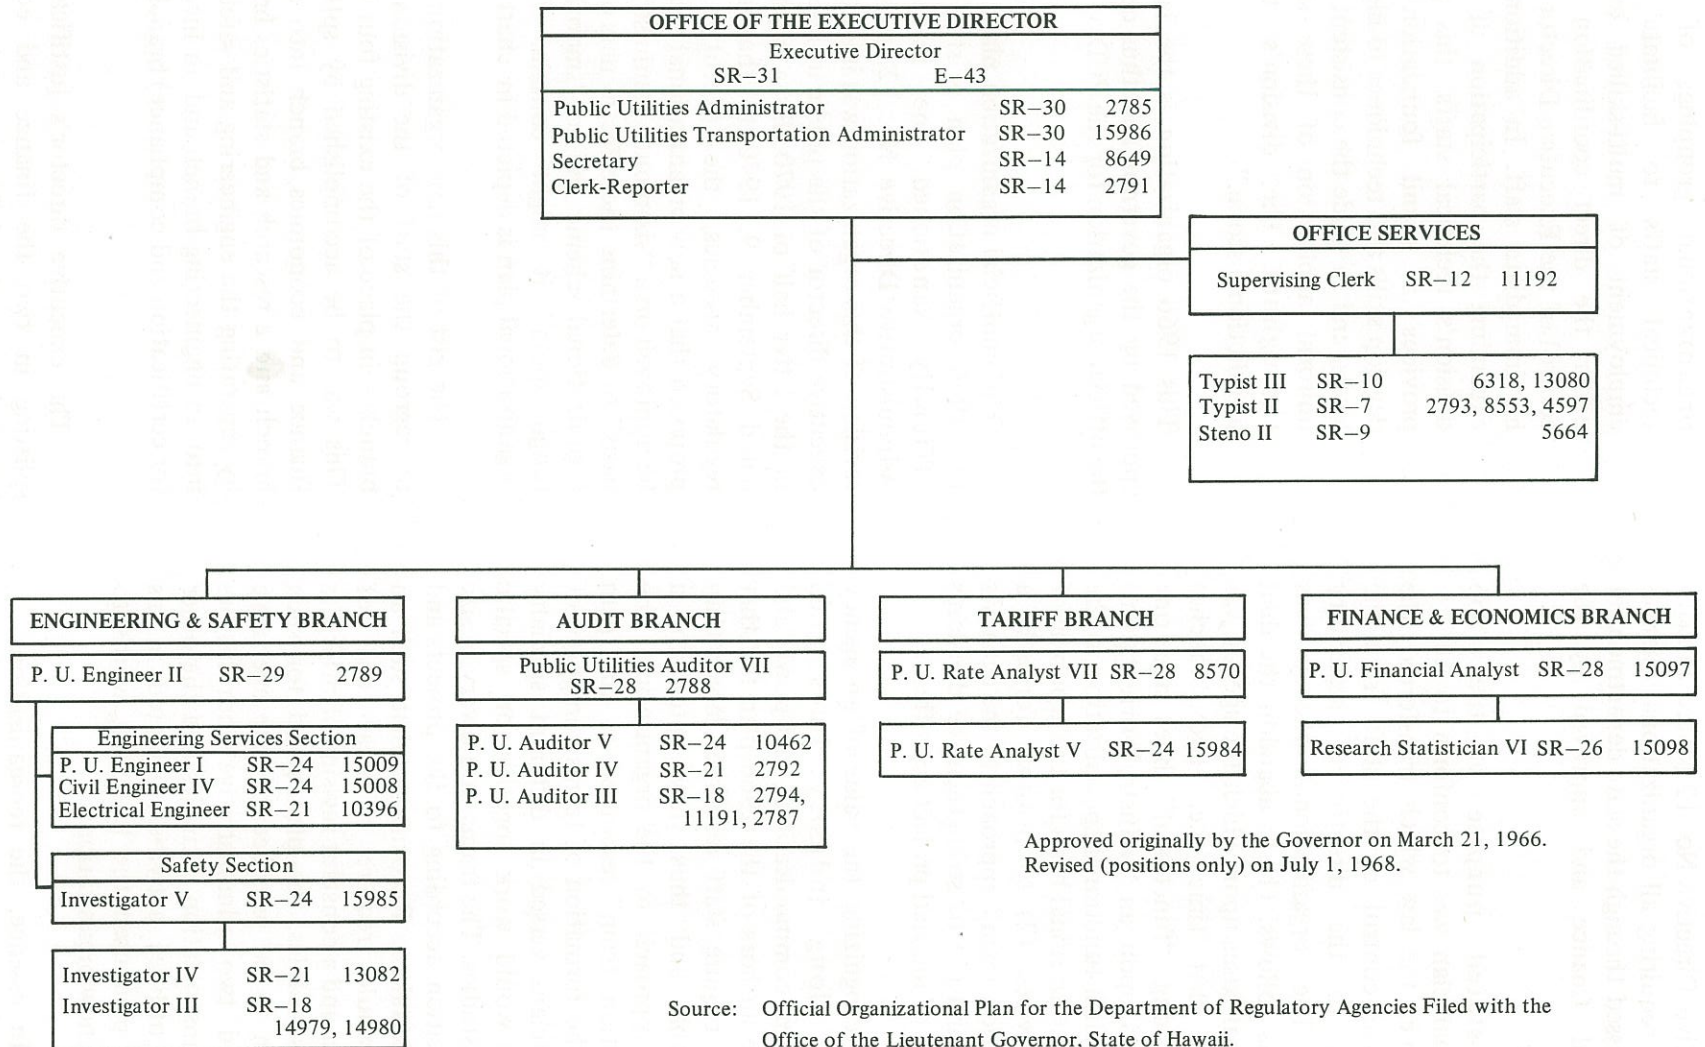 OFFICE OF THE EXECUTIVE DIRECTOR
Executive Director
SR–31 E–43
Public Utilities Administrator SR–30 2785
Public Utilities Transportation Administrator SR–30 15986
Secretary SR–14 8649
Clerk-Reporter SR–14 2791
OFFICE SERVICES
Supervising Clerk SR–12 11192
Typist III SR–10 6318, 13080
Typist II SR–7 2793, 8553, 4597
Steno II SR–9 5664
ENGINEERING & SAFETY BRANCH
P. U. Engineer II SR–29 2789
Engineering Services Section
P. U. Engineer I SR–24 15009
Civil Engineer IV SR–24 15008
Electrical Engineer SR–21 10396
Safety Section
Investigator V SR–24 15985
Investigator IV SR–21 13082
Investigator III SR–18
14979, 14980
AUDIT BRANCH
Public Utilities Auditor VII
SR–28 2788
P. U. Auditor V SR–24 10462
P. U. Auditor IV SR–21 2792
P. U. Auditor III SR–18 2794,
11191, 2787
TARIFF BRANCH
P. U. Rate Analyst VII SR–28 8570
P. U. Rate Analyst V SR–24 15984
FINANCE & ECONOMICS BRANCH
P. U. Financial Analyst SR–28 15097
Research Statistician VI SR–26 15098
Approved originally by the Governor on March 21, 1966.
Revised (positions only) on July 1, 1968.
Source: Official Organizational Plan for the Department of Regulatory Agencies Filed with the
Office of the Lieutenant Governor, State of Hawaii.